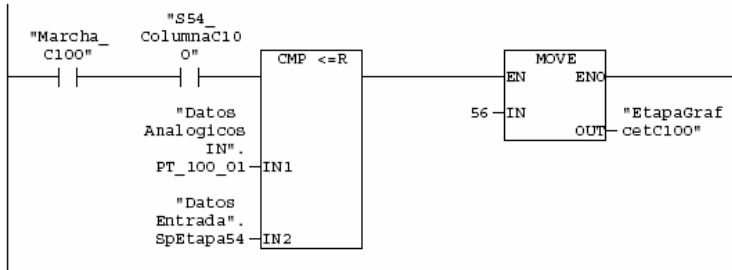 "Marcha_
C100"
"S54_
ColumnaC10
0"
CMP <=R
"Datos
Analogicos
IN".
PT_100_01
IN1
"Datos
Entrada".
SpEtapa54
IN2
MOVE
EN
ENO
56
IN
OUT
"EtapaGraf
cetC100"